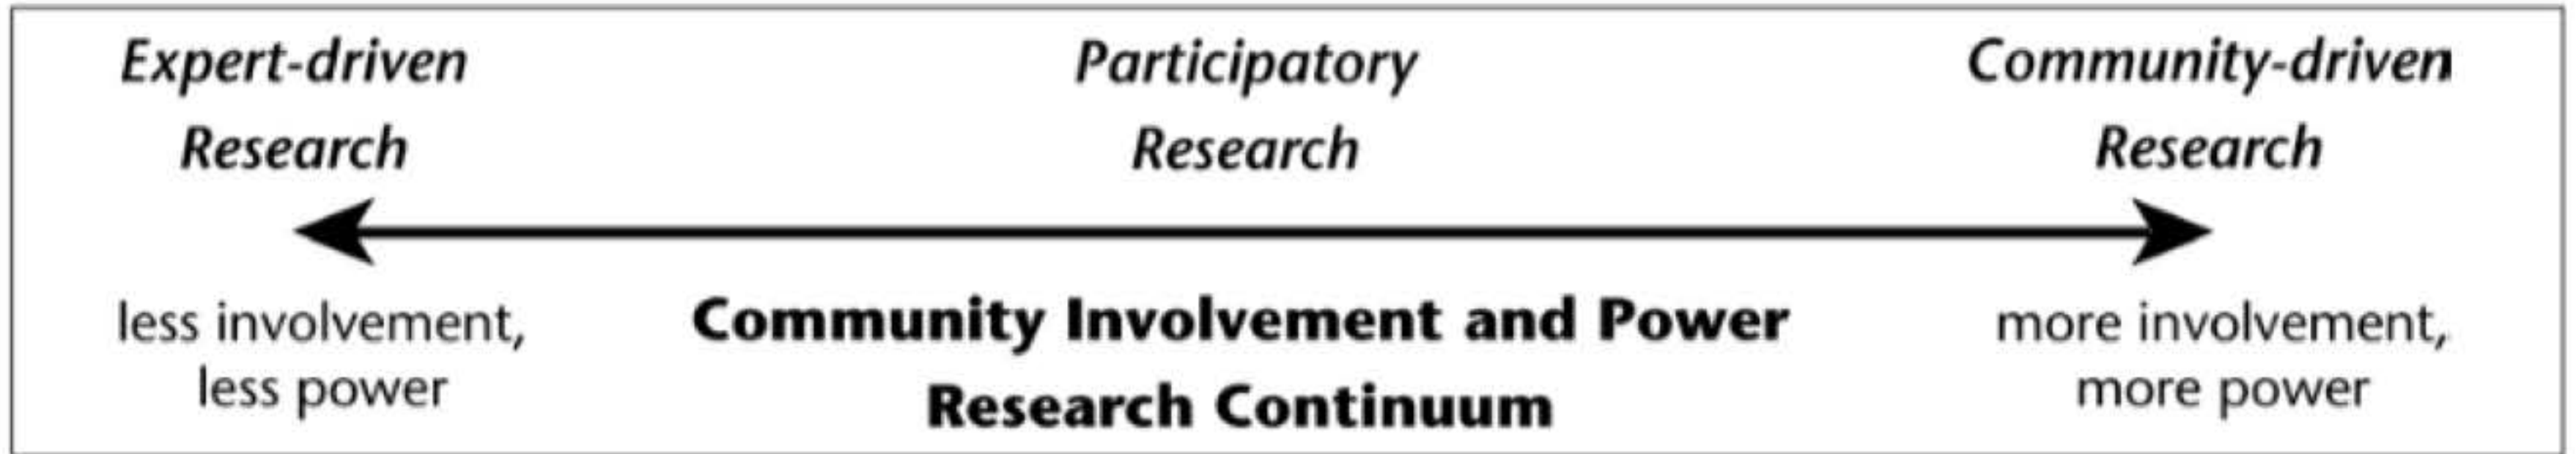 Expert-driven
Research
Participatory
Research
Community-driven
Research
less involvement,
less power
Community Involvement and Power
Research Continuum
more involvement,
more power